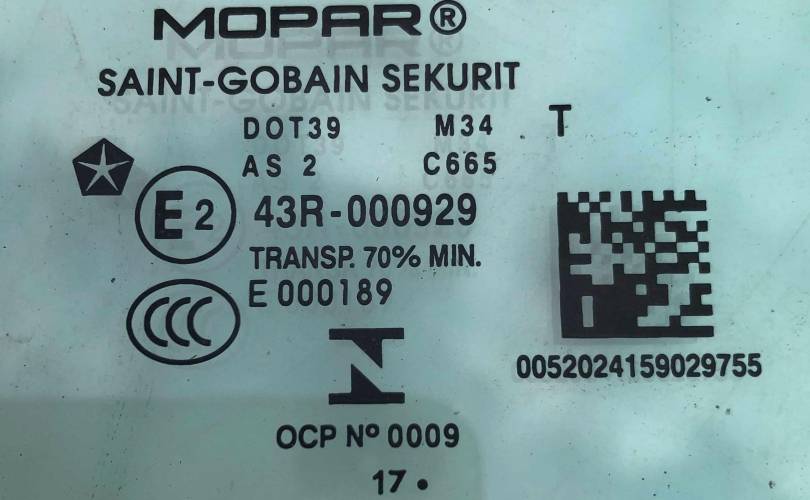 MOPAR®
SAINT-GOBAIN SEKURIT
DOT39 M34 T
AS 2 C665
E2 43R-000929
TRANSP. 70% MIN.
E 000189
CCC
OCP Nº 0009
17 •
0052024159029755